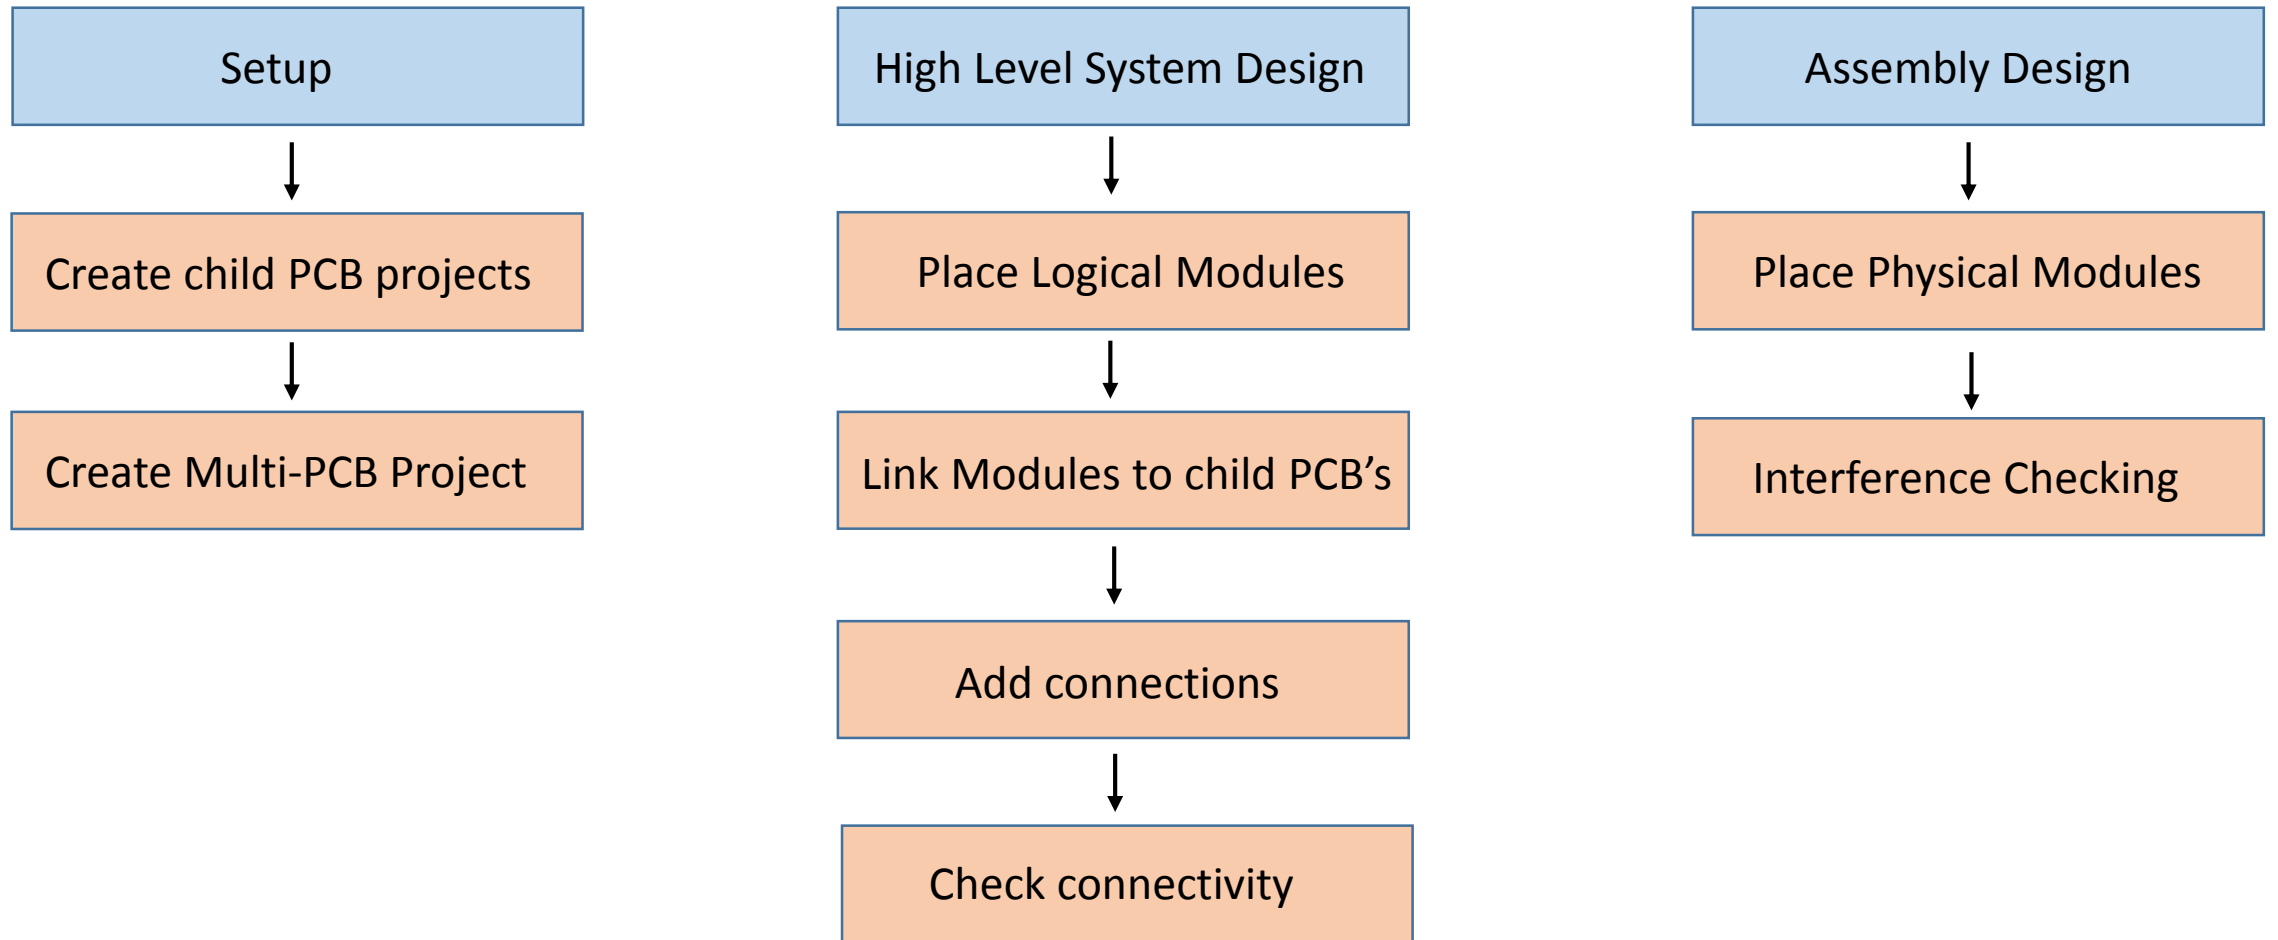 Setup
Create child PCB projects
Create Multi-PCB Project
High Level System Design
Place Logical Modules
Link Modules to child PCB’s
Add connections
Check connectivity
Assembly Design
Place Physical Modules
Interference Checking